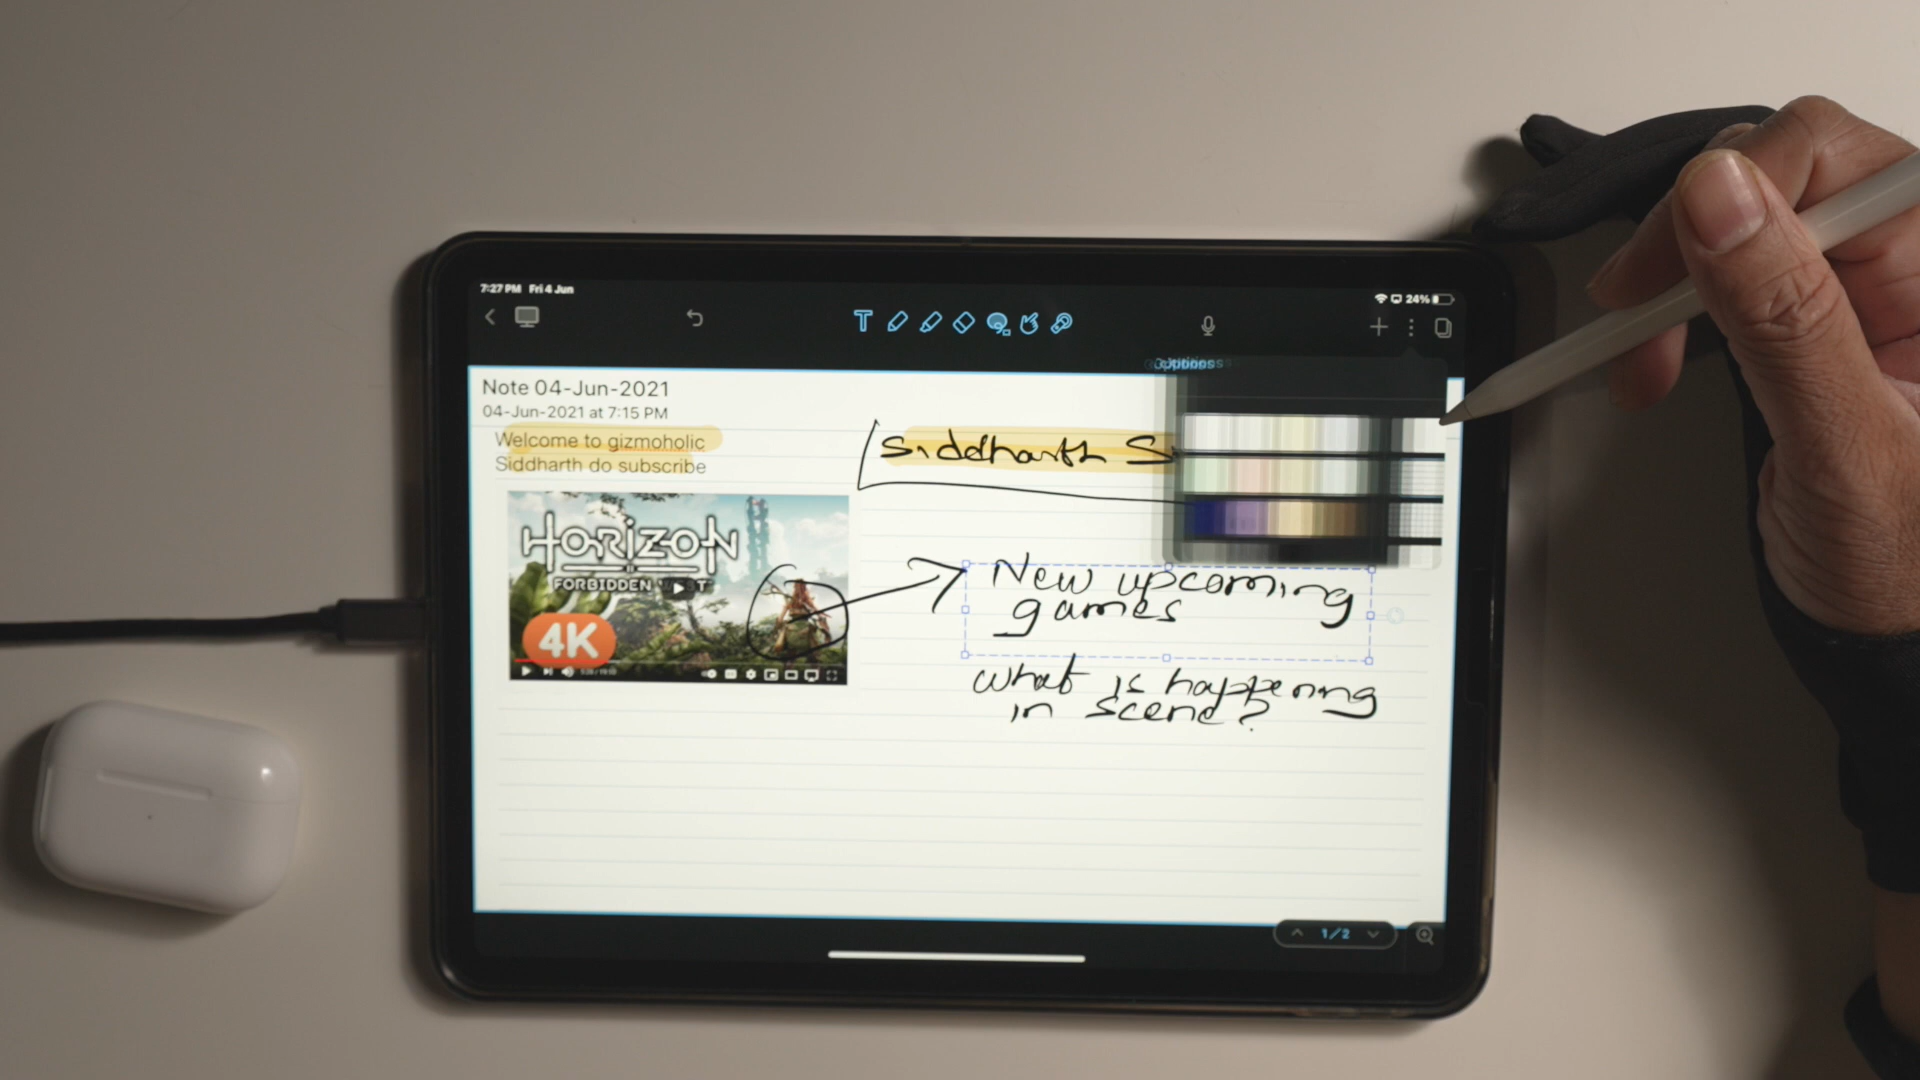 7:27 PM Fri 4 Jun
24%
Options
Note 04-Jun-2021
04-Jun-2021 at 7:15 PM
Welcome to gizmoholic
Siddharth do subscribe
Siddharth S
HORIZON
FORBIDDEN
4K
New upcoming
games
What is happening
in scene?
1/2